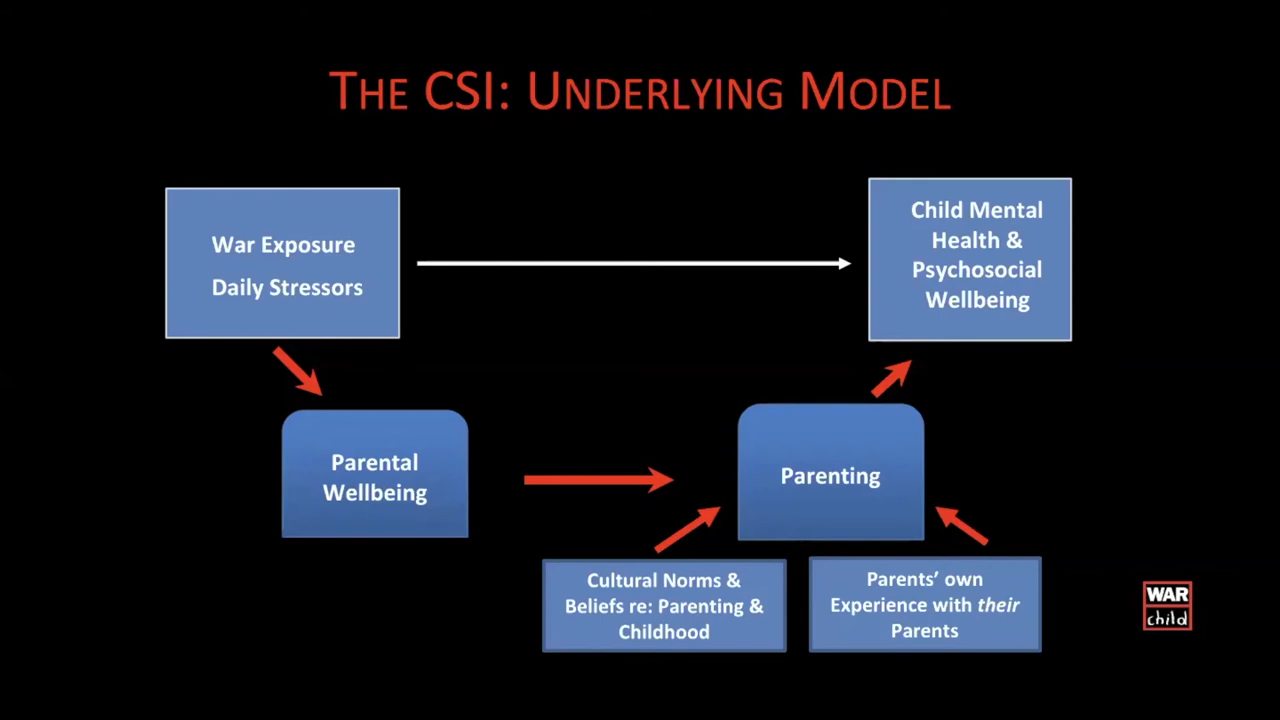 THE CSI: UNDERLYING MODEL
War Exposure
Daily Stressors
Child Mental
Health &
Psychosocial
Wellbeing
Parental
Wellbeing
Parenting
Cultural Norms &
Beliefs re: Parenting &
Childhood
Parents’ own
Experience with their
Parents
WAR
child